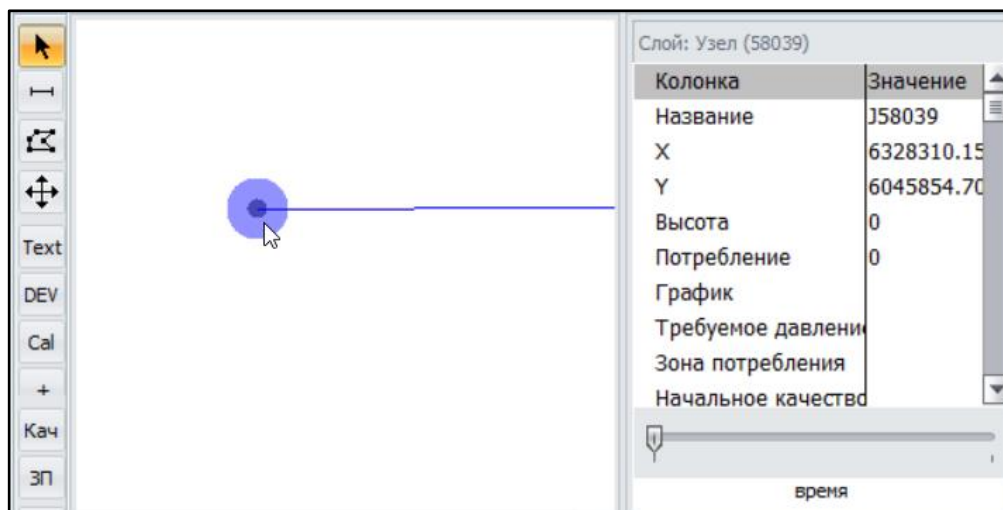 Text
DEV
Cal
+
Кач
ЗП
Слой: Узел (58039)
Колонка Значение
Название J58039
X 6328310.15
Y 6045854.70
Высота 0
Потребление 0
График
Требуемое давлени
Зона потребления
Начальное качество
время